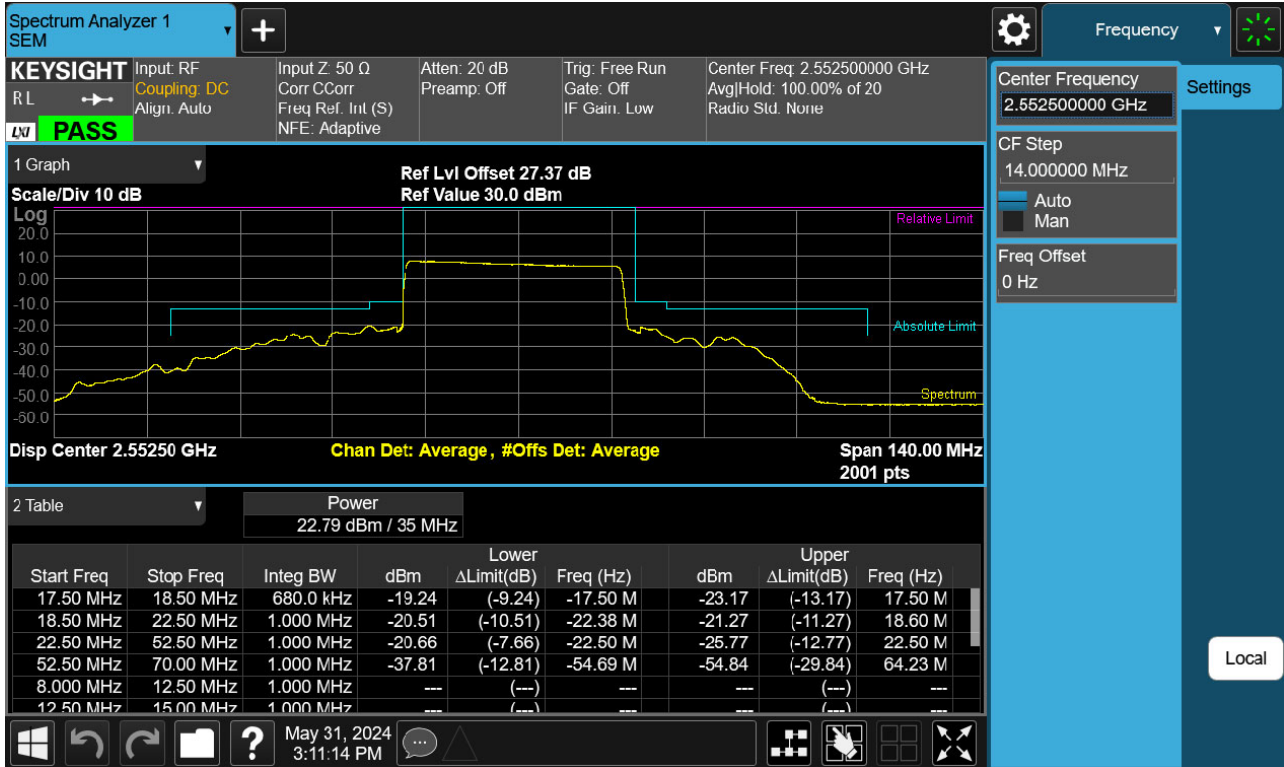 Spectrum Analyzer 1
SEM
Frequency
KEYSIGHT
R L
LXI
PASS
Input: RF
Coupling: DC
Align: Auto
Input Z: 50 Ω
Corr CCorr
Freq Ref: Int (S)
NFE: Adaptive
Atten: 20 dB
Preamp: Off
Trig: Free Run
Gate: Off
IF Gain: Low
Center Freq: 2.552500000 GHz
Avg|Hold: 100.00% of 20
Radio Std: None
Center Frequency
2.552500000 GHz
Settings
CF Step
14.000000 MHz
Auto
Man
Freq Offset
0 Hz
1 Graph
Scale/Div 10 dB
Ref Lvl Offset 27.37 dB
Ref Value 30.0 dBm
Log
Relative Limit
20.0
10.0
0.00
-10.0
-20.0
Absolute Limit
-30.0
-40.0
-50.0
Spectrum
-60.0
Disp Center 2.55250 GHz
Chan Det: Average , #Offs Det: Average
Span 140.00 MHz
2001 pts
2 Table
Power
22.79 dBm / 35 MHz
Lower Upper
Start Freq Stop Freq Integ BW dBm ΔLimit(dB) Freq (Hz) dBm ΔLimit(dB) Freq (Hz)
17.50 MHz 18.50 MHz 680.0 kHz -19.24 (-9.24) -17.50 M -23.17 (-13.17) 17.50 M
18.50 MHz 22.50 MHz 1.000 MHz -20.51 (-10.51) -22.38 M -21.27 (-11.27) 18.60 M
22.50 MHz 52.50 MHz 1.000 MHz -20.66 (-7.66) -22.50 M -25.77 (-12.77) 22.50 M
52.50 MHz 70.00 MHz 1.000 MHz -37.81 (-12.81) -54.69 M -54.84 (-29.84) 64.23 M
8.000 MHz 12.50 MHz 1.000 MHz --- (---) --- --- (---) ---
12.50 MHz 15.00 MHz 1.000 MHz --- (---) --- --- (---) ---
Local
May 31, 2024
3:11:14 PM